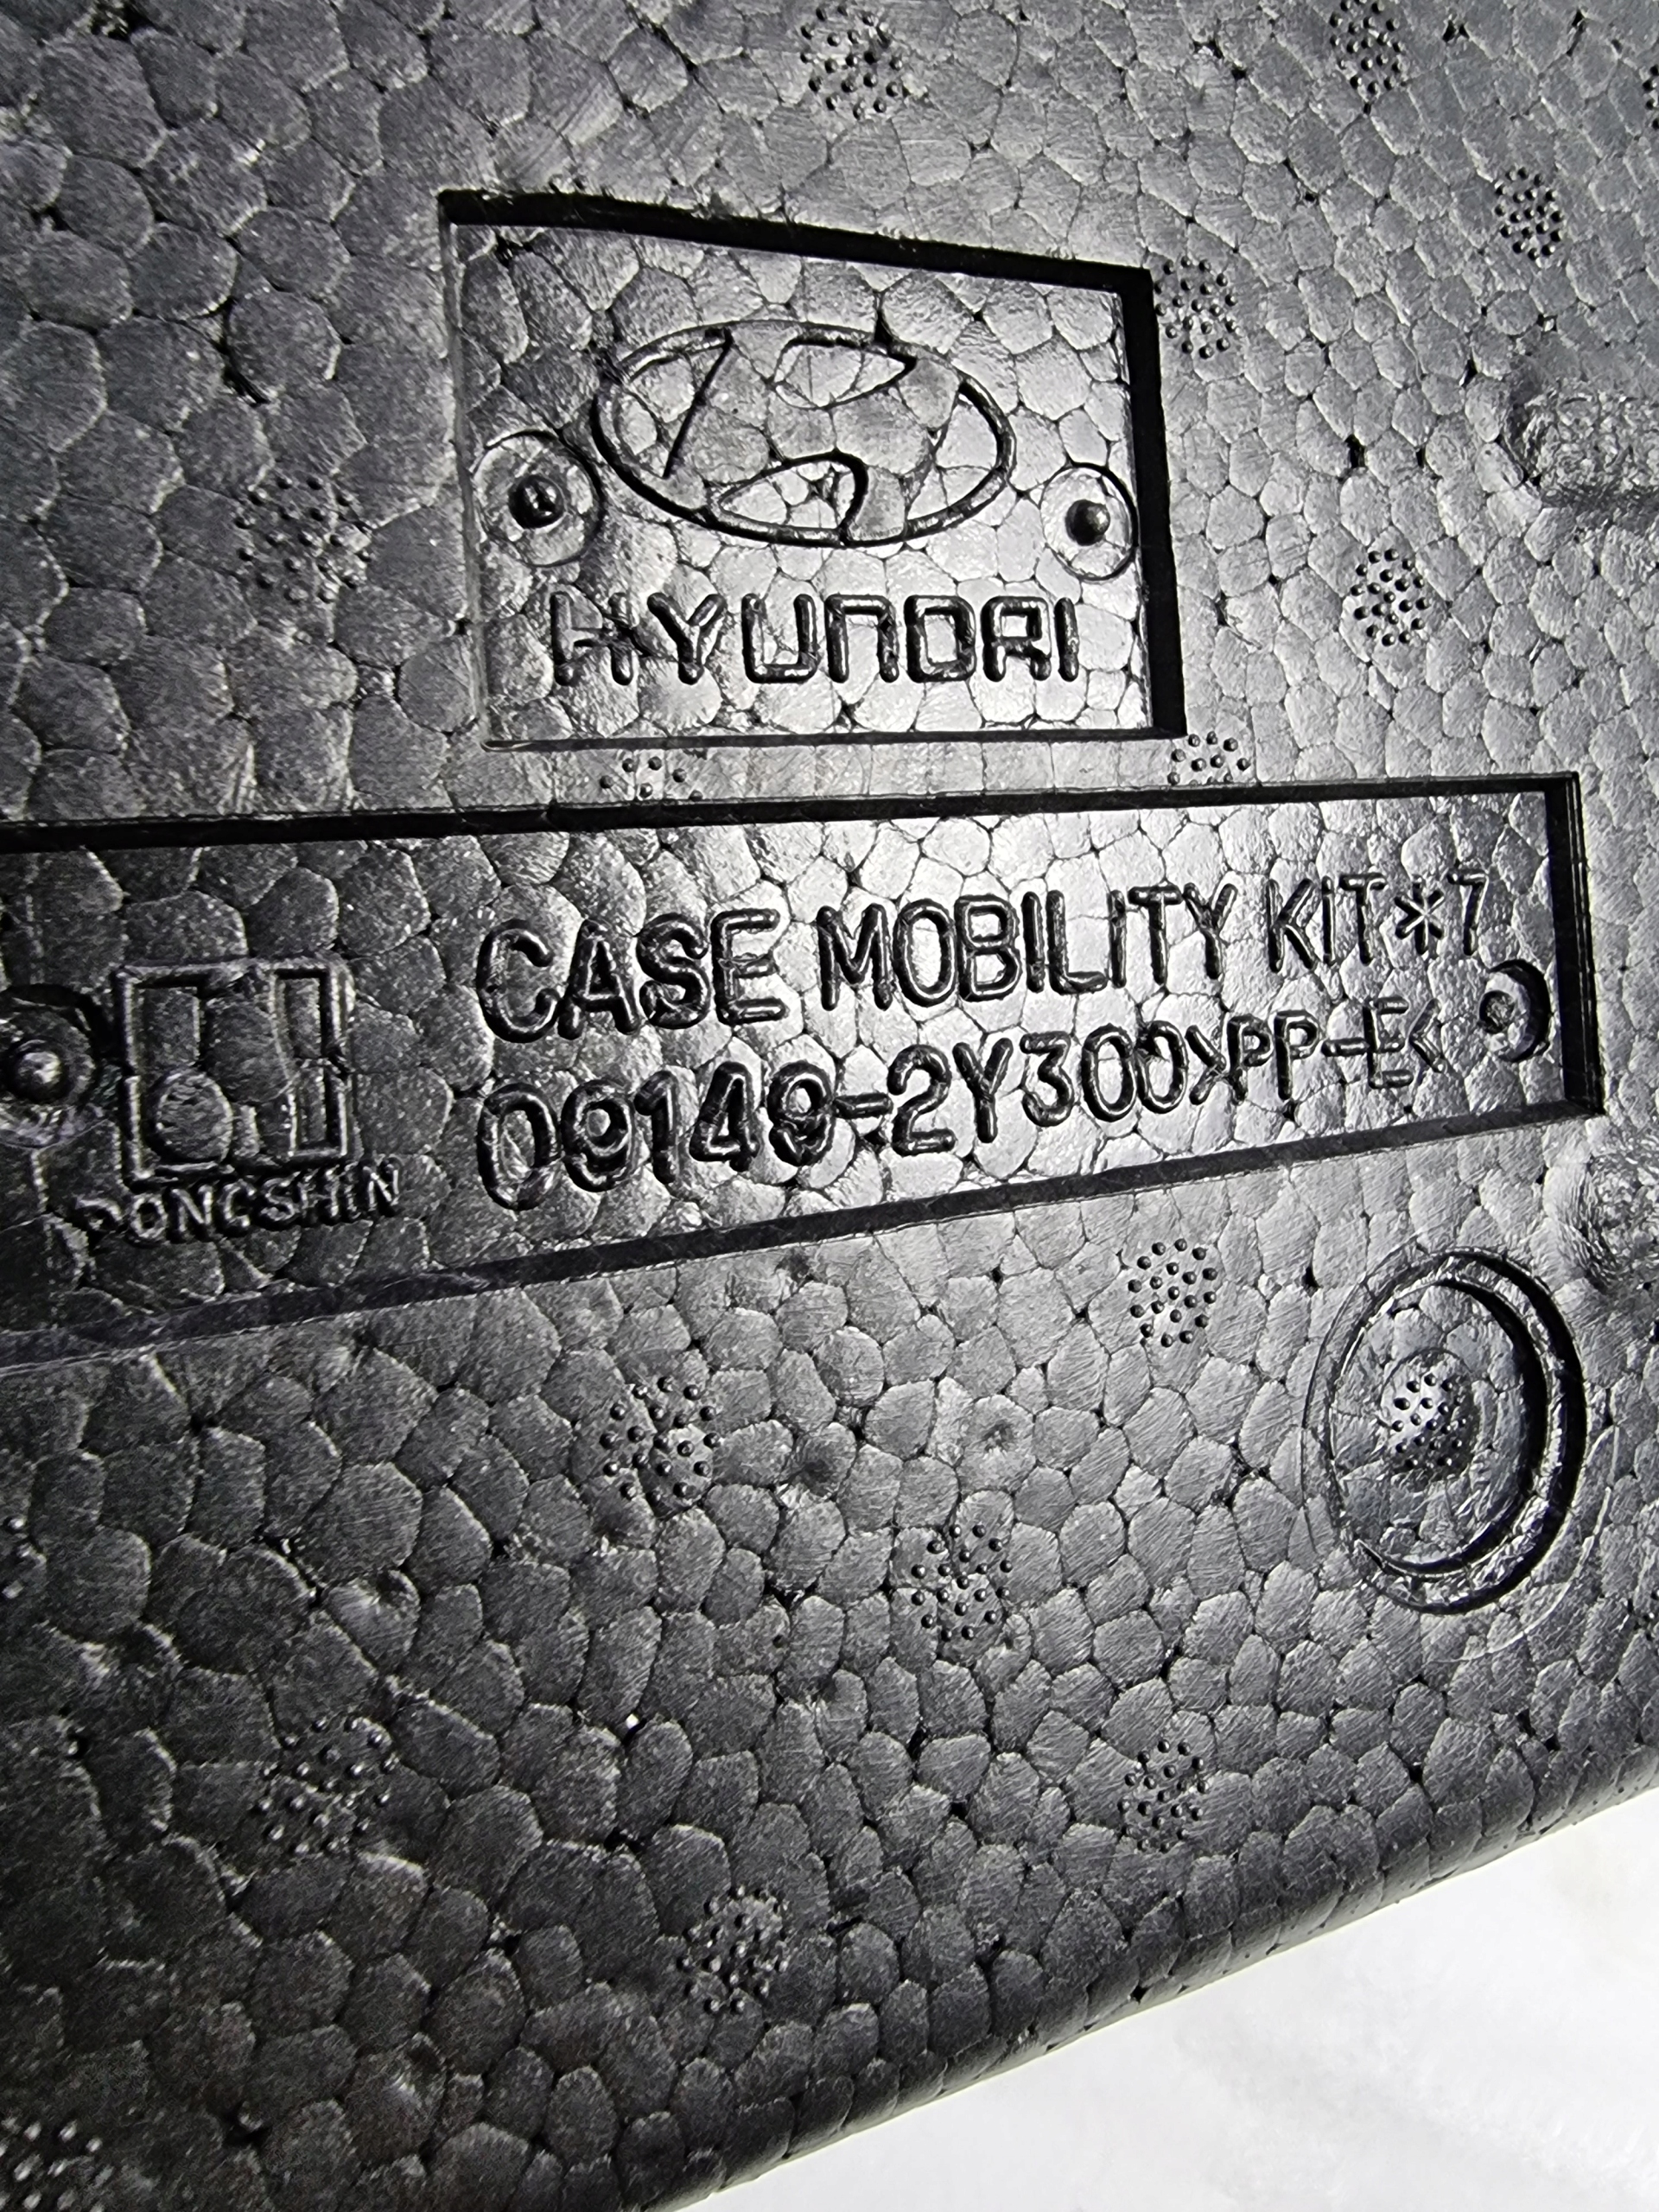 HYUNDAI
CASE MOBILITY KIT*7
09149-2Y300>PP-E<
DONGSHIN